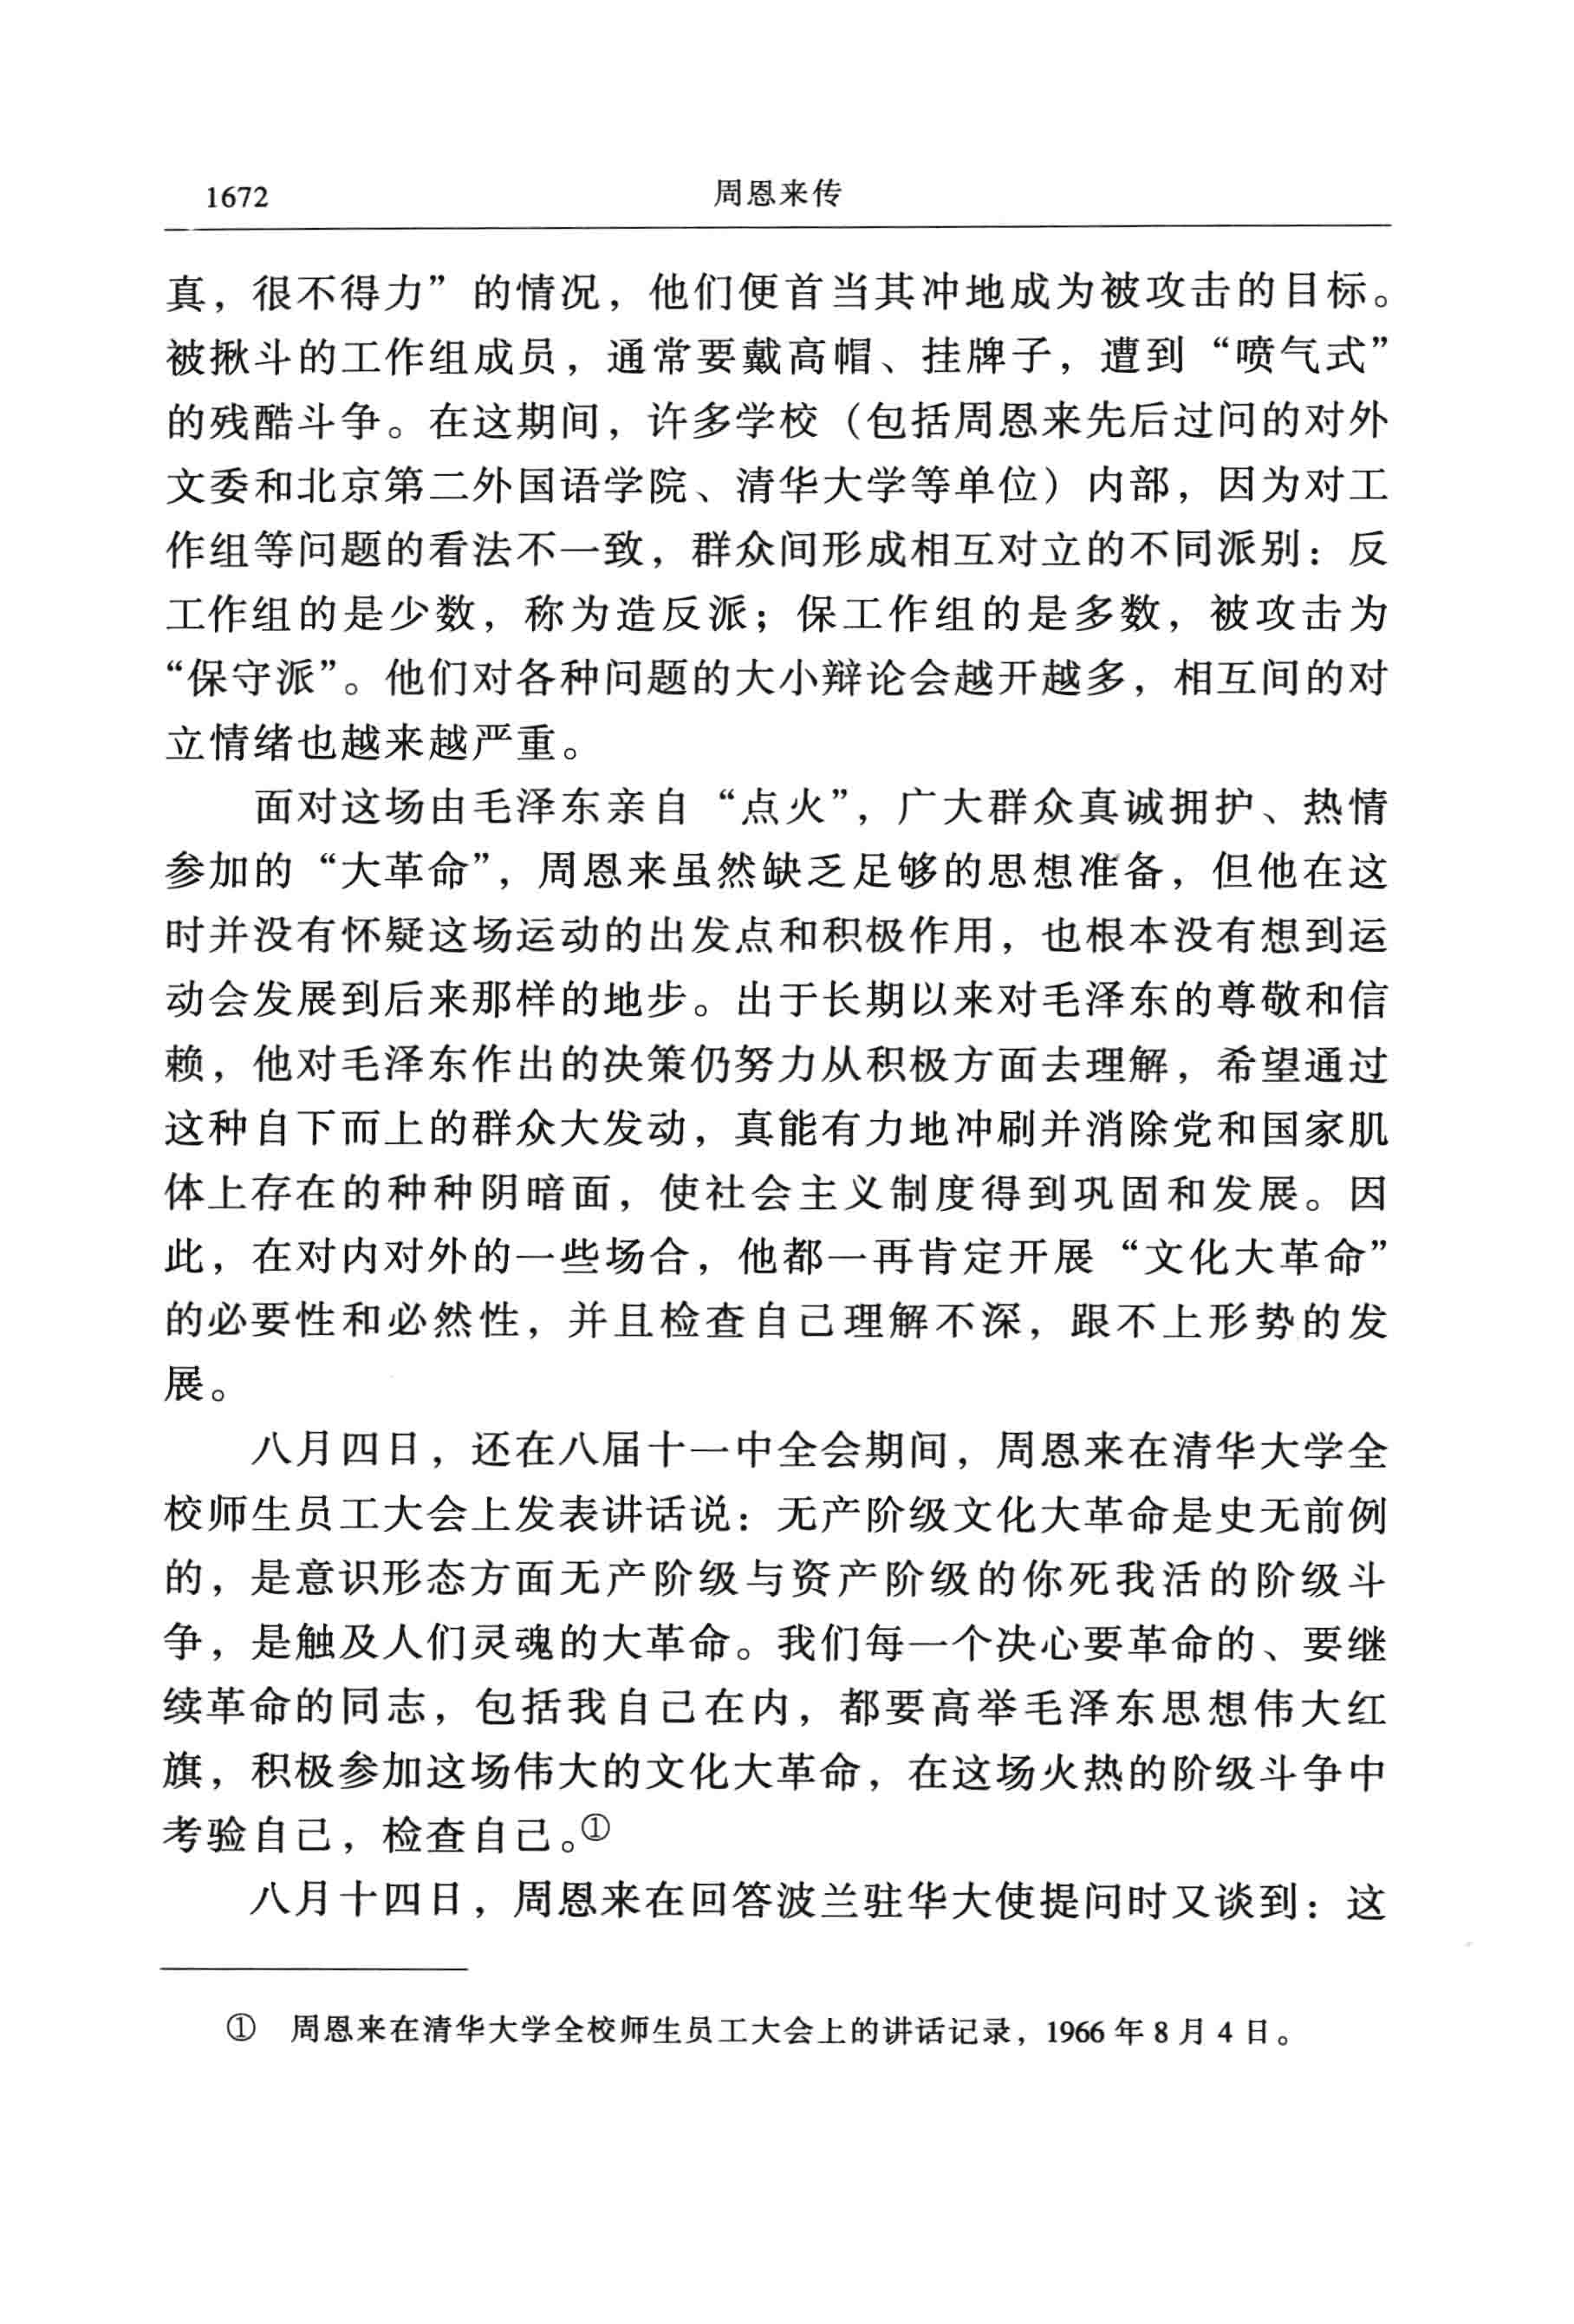 1672
周恩来传
真，很不得力”的情况，他们便首当其冲地成为被攻击的目标。
被揪斗的工作组成员，通常要戴高帽、挂牌子，遭到“喷气式”
的残酷斗争。在这期间，许多学校（包括周恩来先后过问的对外
文委和北京第二外国语学院、清华大学等单位）内部，因为对工
作组等问题的看法不一致，群众间形成相互对立的不同派别：反
工作组的是少数，称为造反派；保工作组的是多数，被攻击为
“保守派”。他们对各种问题的大小辩论会越开越多，相互间的对
立情绪也越来越严重。
面对这场由毛泽东亲自“点火”，广大群众真诚拥护、热情
参加的“大革命”，周恩来虽然缺乏足够的思想准备，但他在这
时并没有怀疑这场运动的出发点和积极作用，也根本没有想到运
动会发展到后来那样的地步。出于长期以来对毛泽东的尊敬和信
赖，他对毛泽东作出的决策仍努力从积极方面去理解，希望通过
这种自下而上的群众大发动，真能有力地冲刷并消除党和国家肌
体上存在的种种阴暗面，使社会主义制度得到巩固和发展。因
此，在对内对外的一些场合，他都一再肯定开展“文化大革命”
的必要性和必然性，并且检查自己理解不深，跟不上形势的发
展。
八月四日，还在八届十一中全会期间，周恩来在清华大学全
校师生员工大会上发表讲话说：无产阶级文化大革命是史无前例
的，是意识形态方面无产阶级与资产阶级的你死我活的阶级斗
争，是触及人们灵魂的大革命。我们每一个决心要革命的、要继
续革命的同志，包括我自己在内，都要高举毛泽东思想伟大红
旗，积极参加这场伟大的文化大革命，在这场火热的阶级斗争中
考验自己，检查自己。①
八月十四日，周恩来在回答波兰驻华大使提问时又谈到：这
① 周恩来在清华大学全校师生员工大会上的讲话记录，1966 年 8 月 4 日。